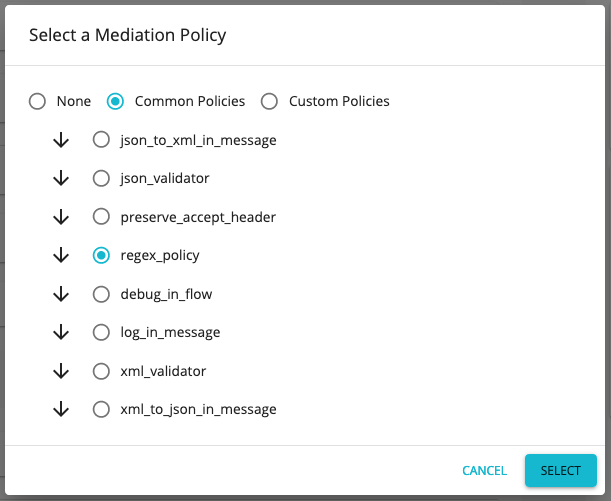 Select a Mediation Policy
None Common Policies Custom Policies
json_to_xml_in_message
json_validator
preserve_accept_header
regex_policy
debug_in_flow
log_in_message
xml_validator
xml_to_json_in_message
CANCEL SELECT